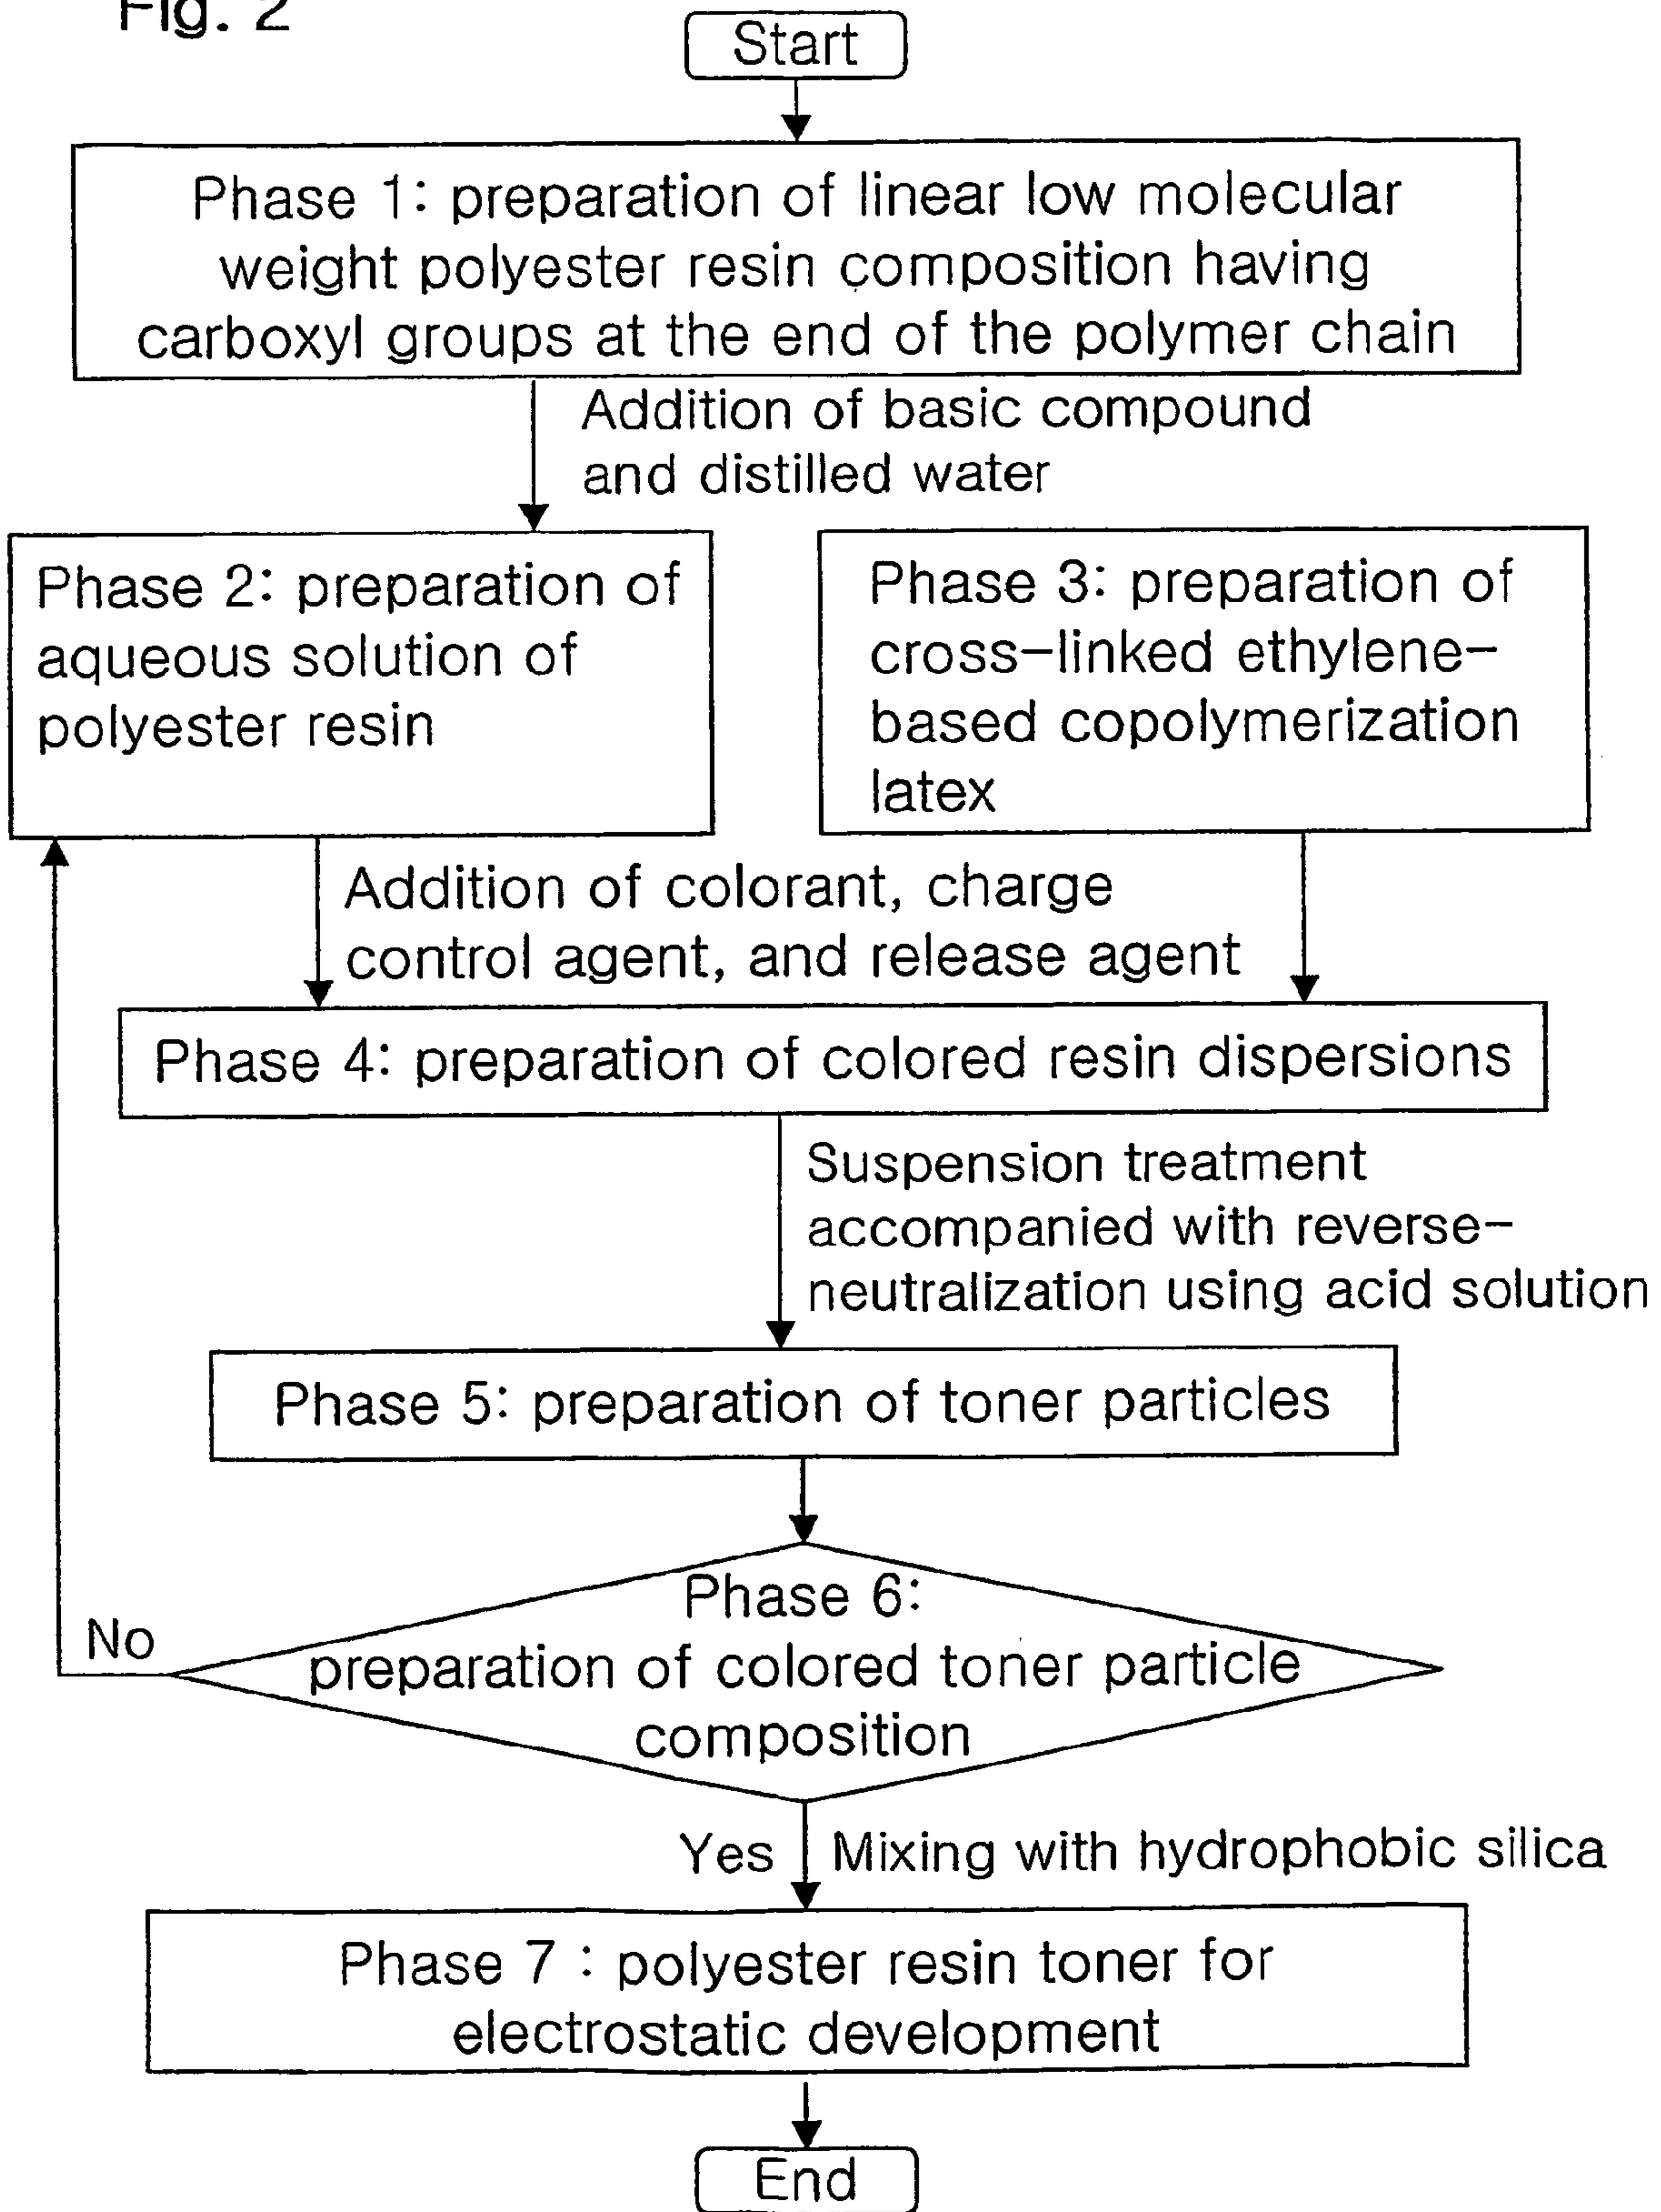 Fig. 2
Start
Phase 1: preparation of linear low molecular
weight polyester resin composition having
carboxyl groups at the end of the polymer chain
Addition of basic compound
and distilled water
Phase 2: preparation of
aqueous solution of
polyester resin
Phase 3: preparation of
cross-linked ethylene-
based copolymerization
latex
Addition of colorant, charge
control agent, and release agent
Phase 4: preparation of colored resin dispersions
Suspension treatment
accompanied with reverse-
neutralization using acid solution
Phase 5: preparation of toner particles
Phase 6:
preparation of colored toner particle
composition
No
Yes
Mixing with hydrophobic silica
Phase 7 : polyester resin toner for
electrostatic development
End